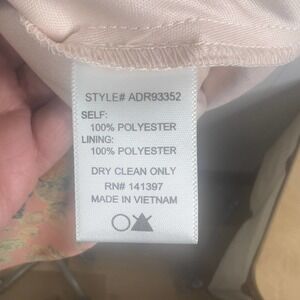 STYLE# ADR93352
SELF:
100% POLYESTER
LINING:
100% POLYESTER
DRY CLEAN ONLY
RN# 141397
MADE IN VIETNAM